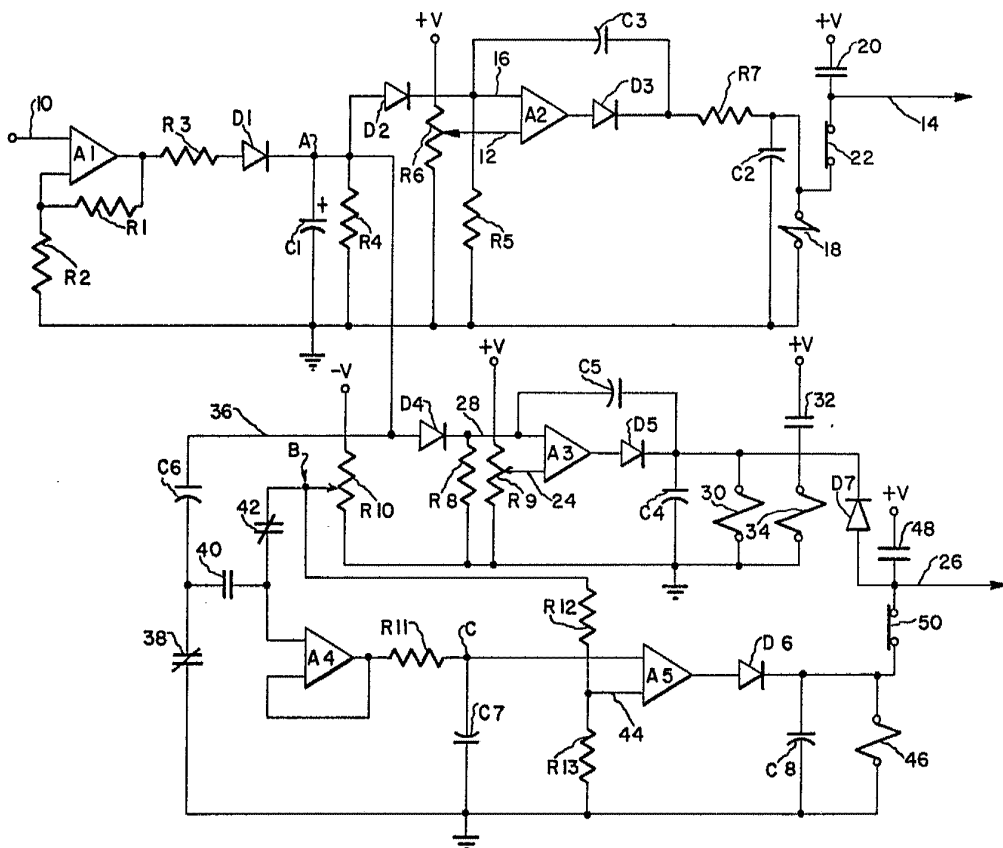 +V
+V
C3
20
10
16
D3
R7
D2
A2
14
A1
R3
D1
A
R6
12
C2
22
R1
C1
+
R4
R5
18
R2
+V
+V
-V
C5
32
36
D4
28
D5
B
A3
D7
C6
42
R10
R8
R9
24
C4
30
34
+V
48
40
26
R12
50
R11
C
38
A4
D6
A5
C7
44
R13
C8
46